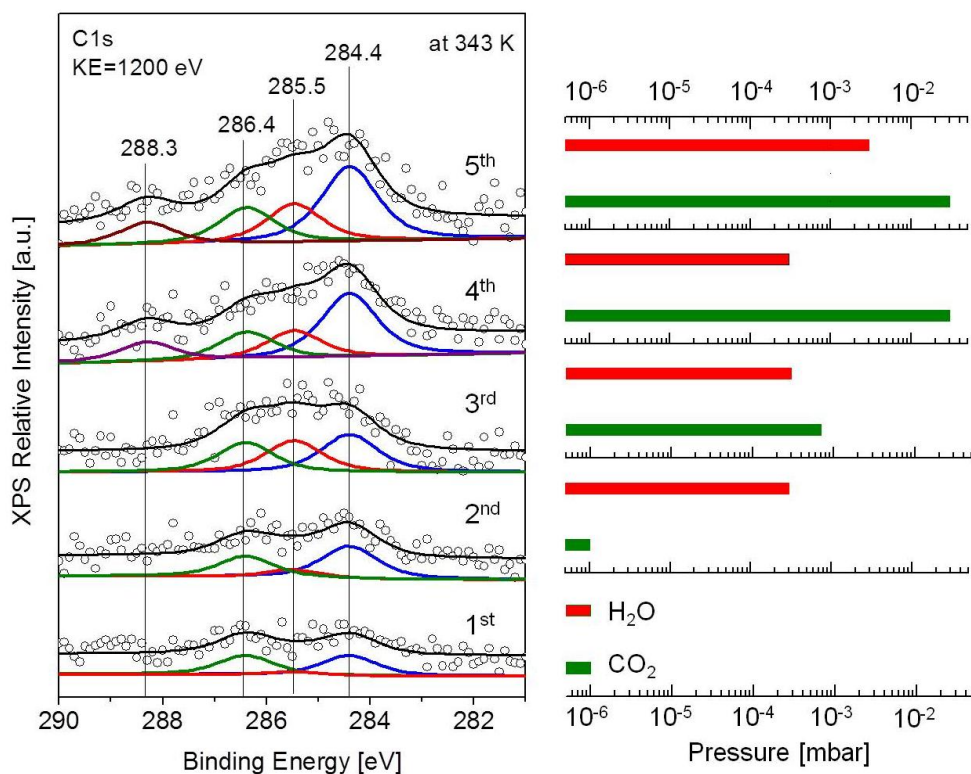 C1s
KE=1200 eV
at 343 K
284.4
285.5
286.4
288.3
5th
4th
3rd
2nd
1st
XPS Relative Intensity [a.u.]
290 288 286 284 282
Binding Energy [eV]
10-6 10-5 10-4 10-3 10-2
H2O
CO2
10-6 10-5 10-4 10-3 10-2
Pressure [mbar]